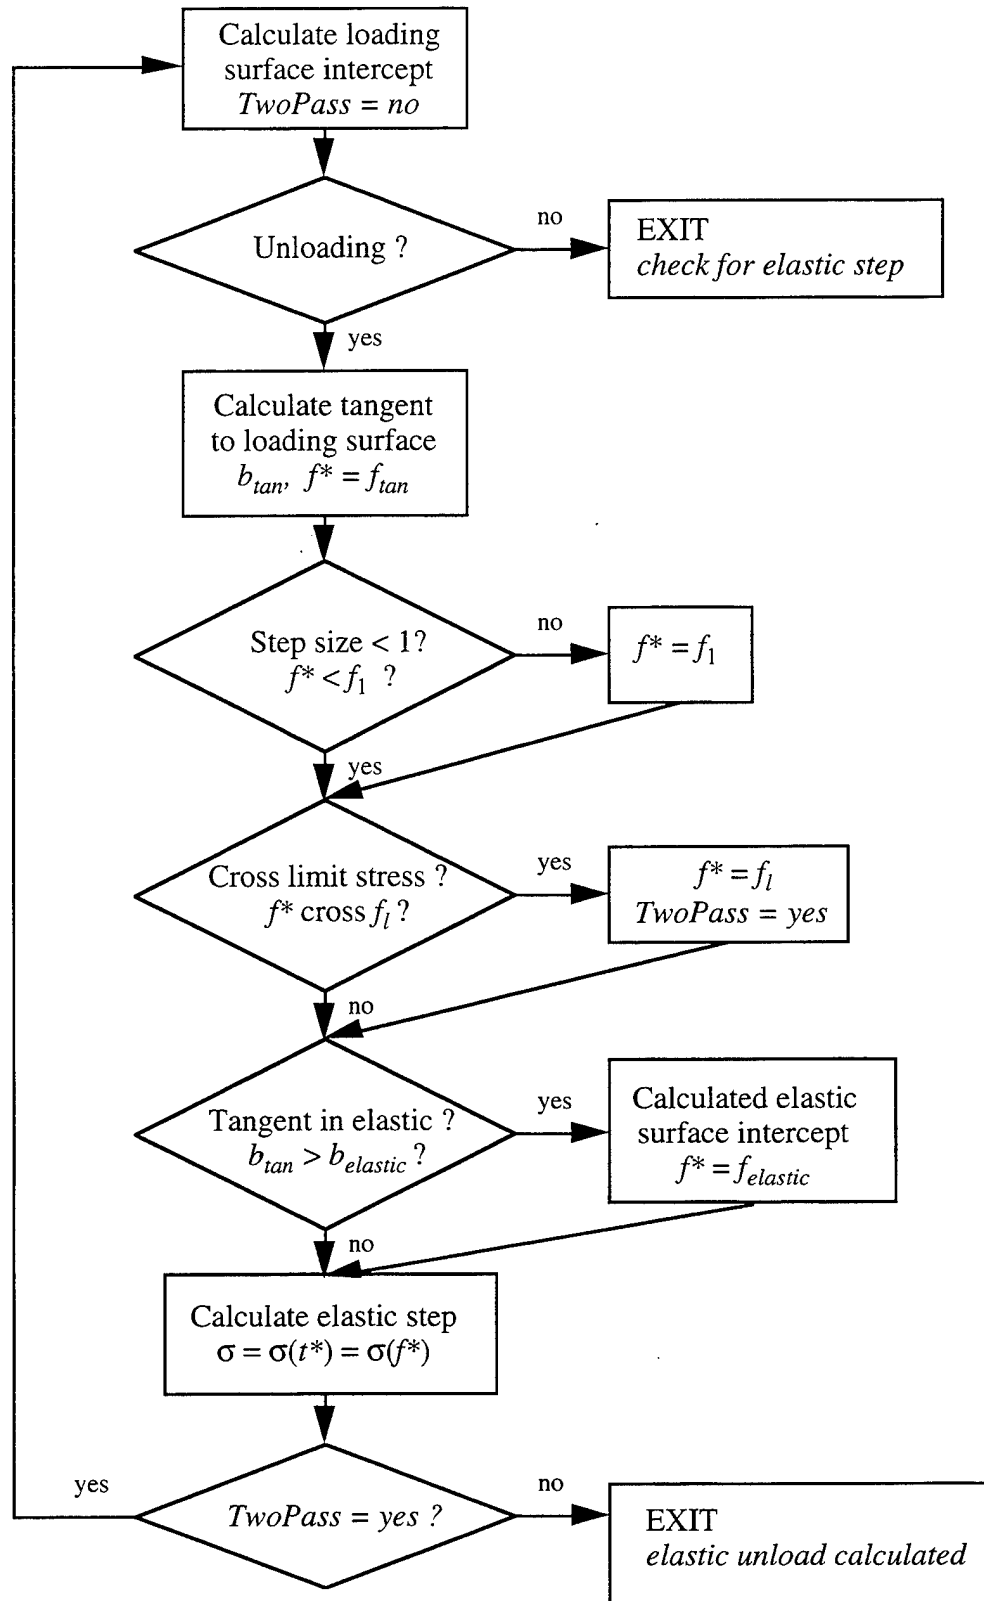 Calculate loading
surface intercept
TwoPass = no
Unloading ?
no
EXIT
check for elastic step
yes
Calculate tangent
to loading surface
b_tan, f* = f_tan
Step size < 1?
f* < f_1 ?
no
f* = f_1
yes
Cross limit stress ?
f* cross f_l ?
yes
f* = f_l
TwoPass = yes
no
Tangent in elastic ?
b_tan > b_elastic ?
yes
Calculated elastic
surface intercept
f* = f_elastic
no
Calculate elastic step
σ = σ(t*) = σ(f*)
yes
TwoPass = yes ?
no
EXIT
elastic unload calculated